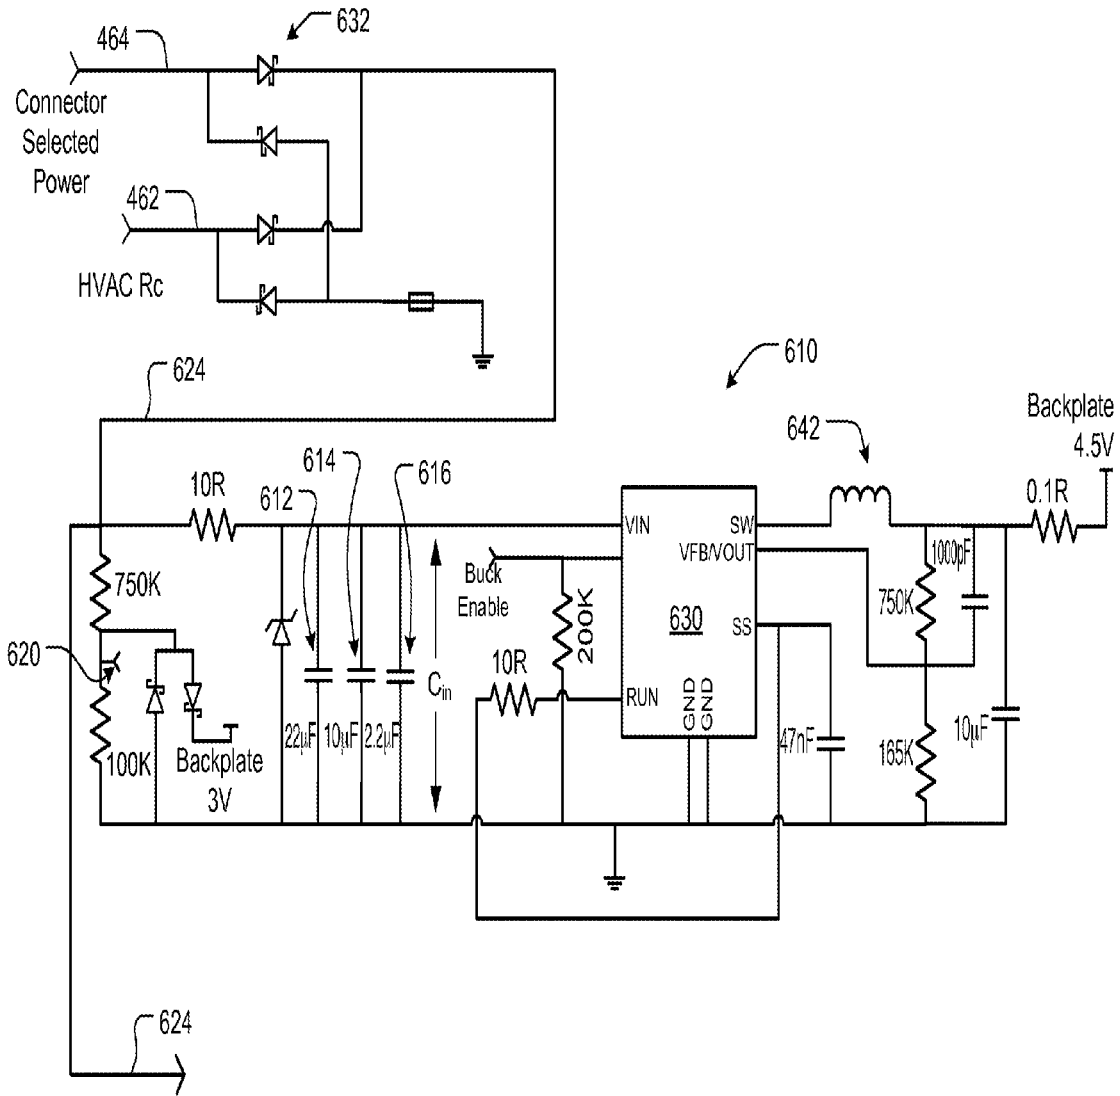 464
632
Connector
Selected
Power
462
HVAC Rc
624
610
Backplate
4.5V
642
614
616
612
10R
0.1R
VIN
SW
VFB/VOUT
1000pF
750K
Buck
Enable
200K
750K
620
630
SS
10R
Cin
RUN
GND
GND
100K
Backplate
3V
22µF
10µF
2.2µF
47nF
165K
10µF
624